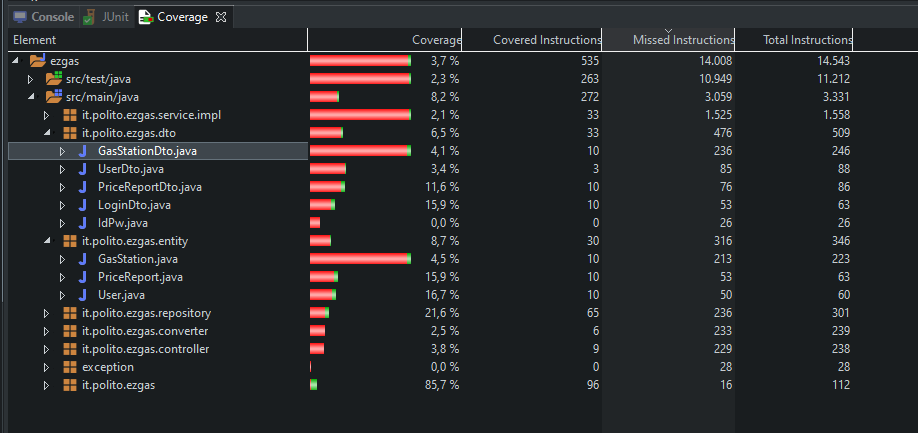 Console JUnit Coverage
Element Coverage Covered Instructions Missed Instructions Total Instructions
ezgas 3,7 % 535 14.008 14.543
src/test/java 2,3 % 263 10.949 11.212
src/main/java 8,2 % 272 3.059 3.331
it.polito.ezgas.service.impl 2,1 % 33 1.525 1.558
it.polito.ezgas.dto 6,5 % 33 476 509
GasStationDto.java 4,1 % 10 236 246
UserDto.java 3,4 % 3 85 88
PriceReportDto.java 11,6 % 10 76 86
LoginDto.java 15,9 % 10 53 63
IdPw.java 0,0 % 0 26 26
it.polito.ezgas.entity 8,7 % 30 316 346
GasStation.java 4,5 % 10 213 223
PriceReport.java 15,9 % 10 53 63
User.java 16,7 % 10 50 60
it.polito.ezgas.repository 21,6 % 65 236 301
it.polito.ezgas.converter 2,5 % 6 233 239
it.polito.ezgas.controller 3,8 % 9 229 238
exception 0,0 % 0 28 28
it.polito.ezgas 85,7 % 96 16 112